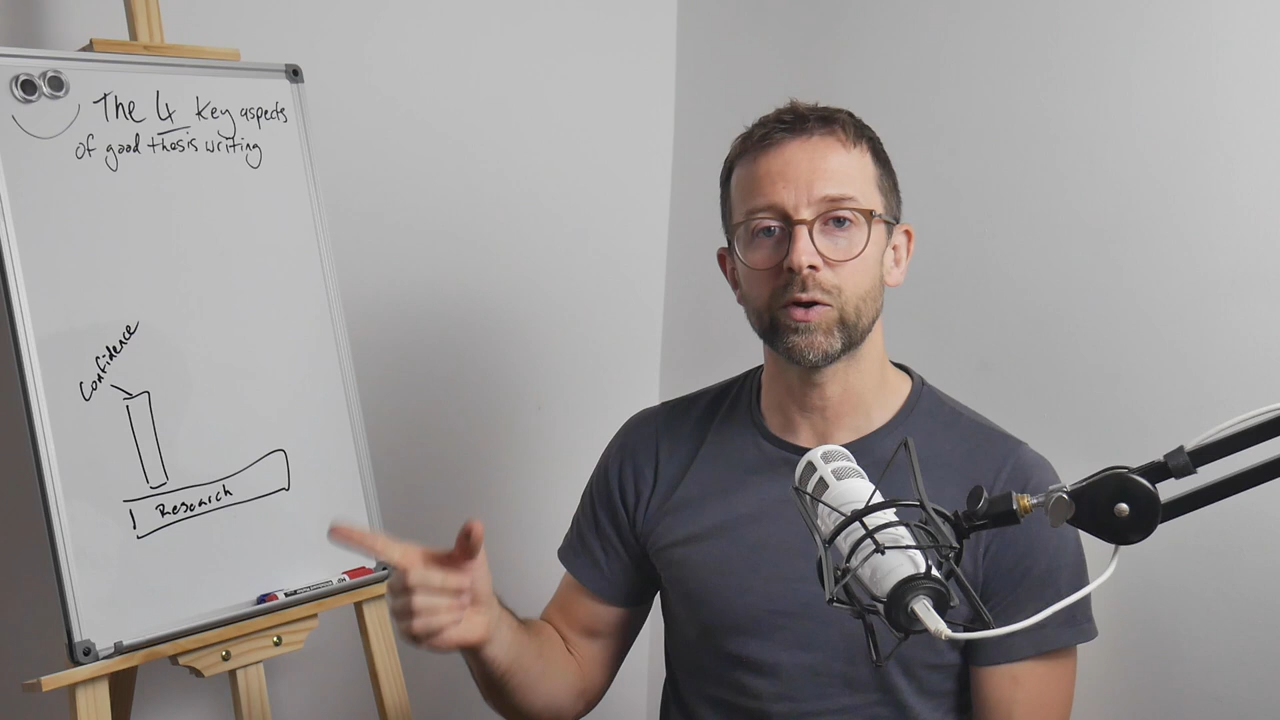 The 4 key aspects
of good thesis writing
Confidence
Research